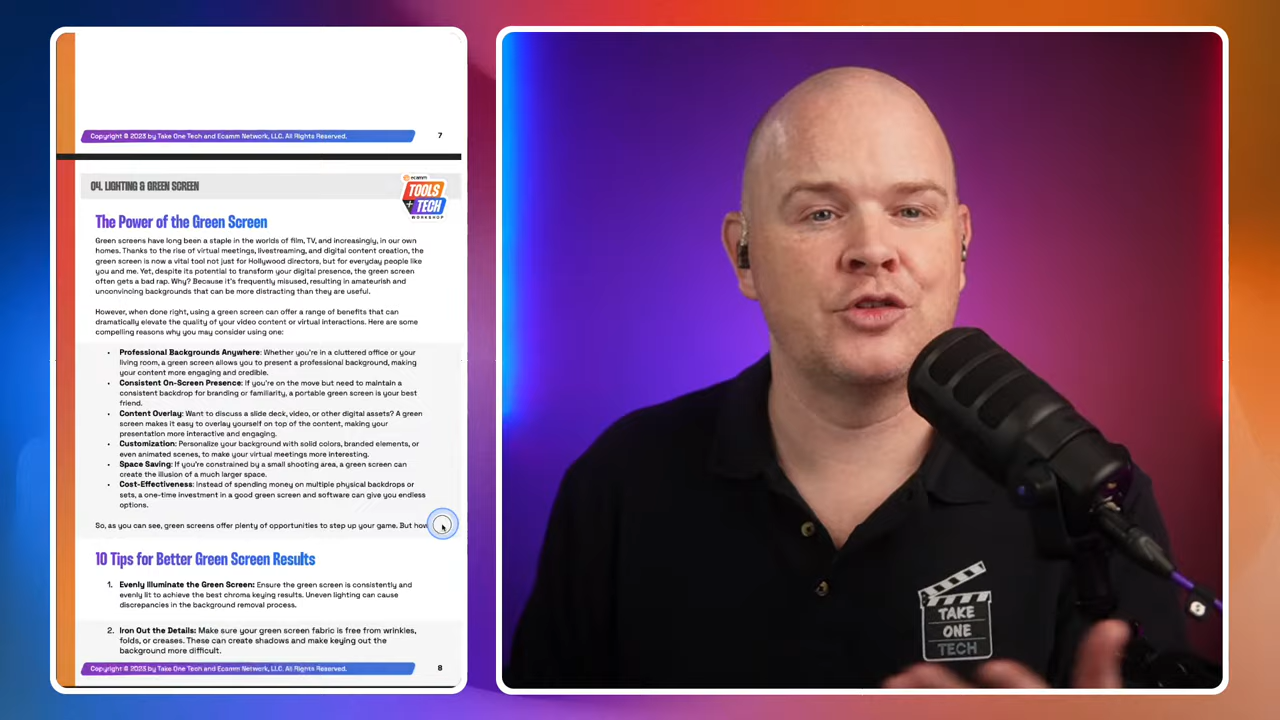 Copyright © 2023 by Take One Tech and Ecamm Network, LLC. All Rights Reserved.
7
04. LIGHTING & GREEN SCREEN
ecamm
TOOLS
+ TECH
WORKSHOP
The Power of the Green Screen
Green screens have long been a staple in the worlds of film, TV, and increasingly, in our own
homes. Thanks to the rise of virtual meetings, livestreaming, and digital content creation, the
green screen is now a vital tool not just for Hollywood directors, but for everyday people like
you and me. Yet, despite its potential to transform your digital presence, the green screen
often gets a bad rap. Why? Because it's frequently misused, resulting in amateurish and
unconvincing backgrounds that can be more distracting than they are useful.
However, when done right, using a green screen can offer a range of benefits that can
dramatically elevate the quality of your video content or virtual interactions. Here are some
compelling reasons why you may consider using one:
• Professional Backgrounds Anywhere: Whether you're in a cluttered office or your
living room, a green screen allows you to present a professional background, making
your content more engaging and credible.
• Consistent On-Screen Presence: If you're on the move but need to maintain a
consistent backdrop for branding or familiarity, a portable green screen is your best
friend.
• Content Overlay: Want to discuss a slide deck, video, or other digital assets? A green
screen makes it easy to overlay yourself on top of the content, making your
presentation more interactive and engaging.
• Customization: Personalize your background with solid colors, branded elements, or
even animated scenes, to make your virtual meetings more interesting.
• Space Saving: If you're constrained by a small shooting area, a green screen can
create the illusion of a much larger space.
• Cost-Effectiveness: Instead of spending money on multiple physical backdrops or
sets, a one-time investment in a good green screen and software can give you endless
options.
So, as you can see, green screens offer plenty of opportunities to step up your game. But how
10 Tips for Better Green Screen Results
1. Evenly Illuminate the Green Screen: Ensure the green screen is consistently and
evenly lit to achieve the best chroma keying results. Uneven lighting can cause
discrepancies in the background removal process.
2. Iron Out the Details: Make sure your green screen fabric is free from wrinkles,
folds, or creases. These can create shadows and make keying out the
background more difficult.
Copyright © 2023 by Take One Tech and Ecamm Network, LLC. All Rights Reserved.
8
TAKE
ONE
TECH